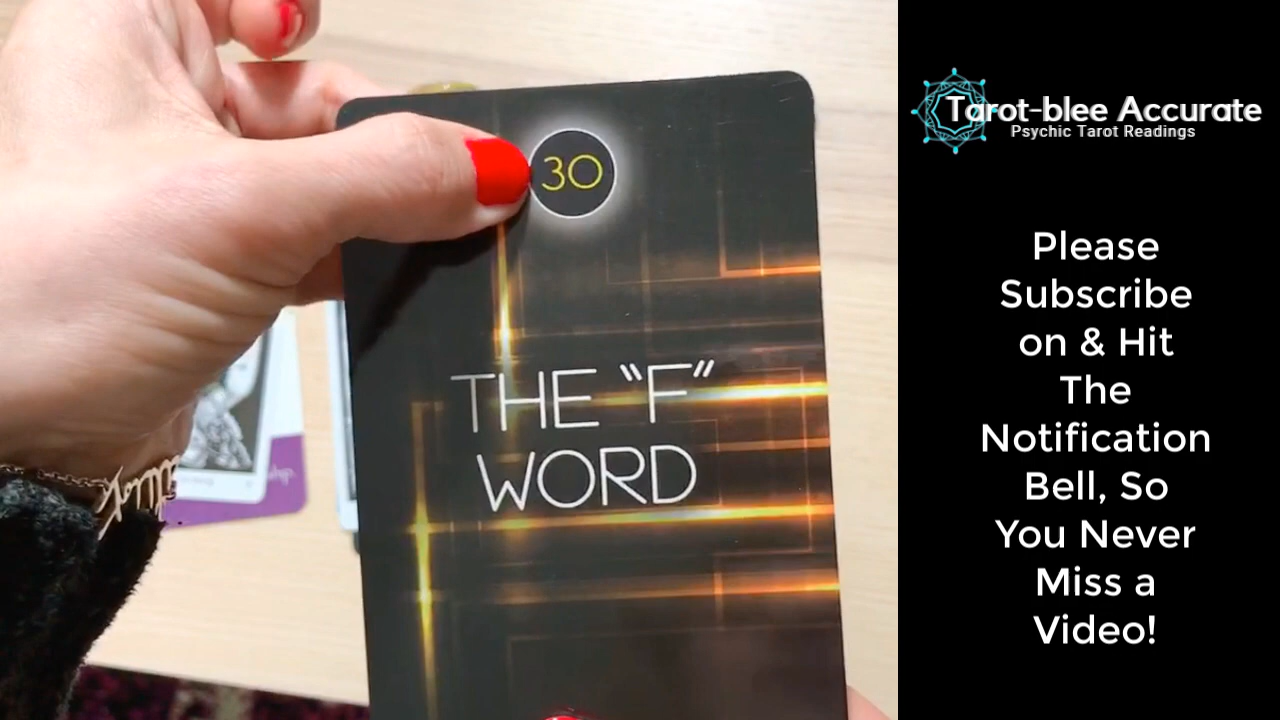 30
THE “F”
WORD
Tarot-blee Accurate
Psychic Tarot Readings
Please
Subscribe
on & Hit
The
Notification
Bell, So
You Never
Miss a
Video!